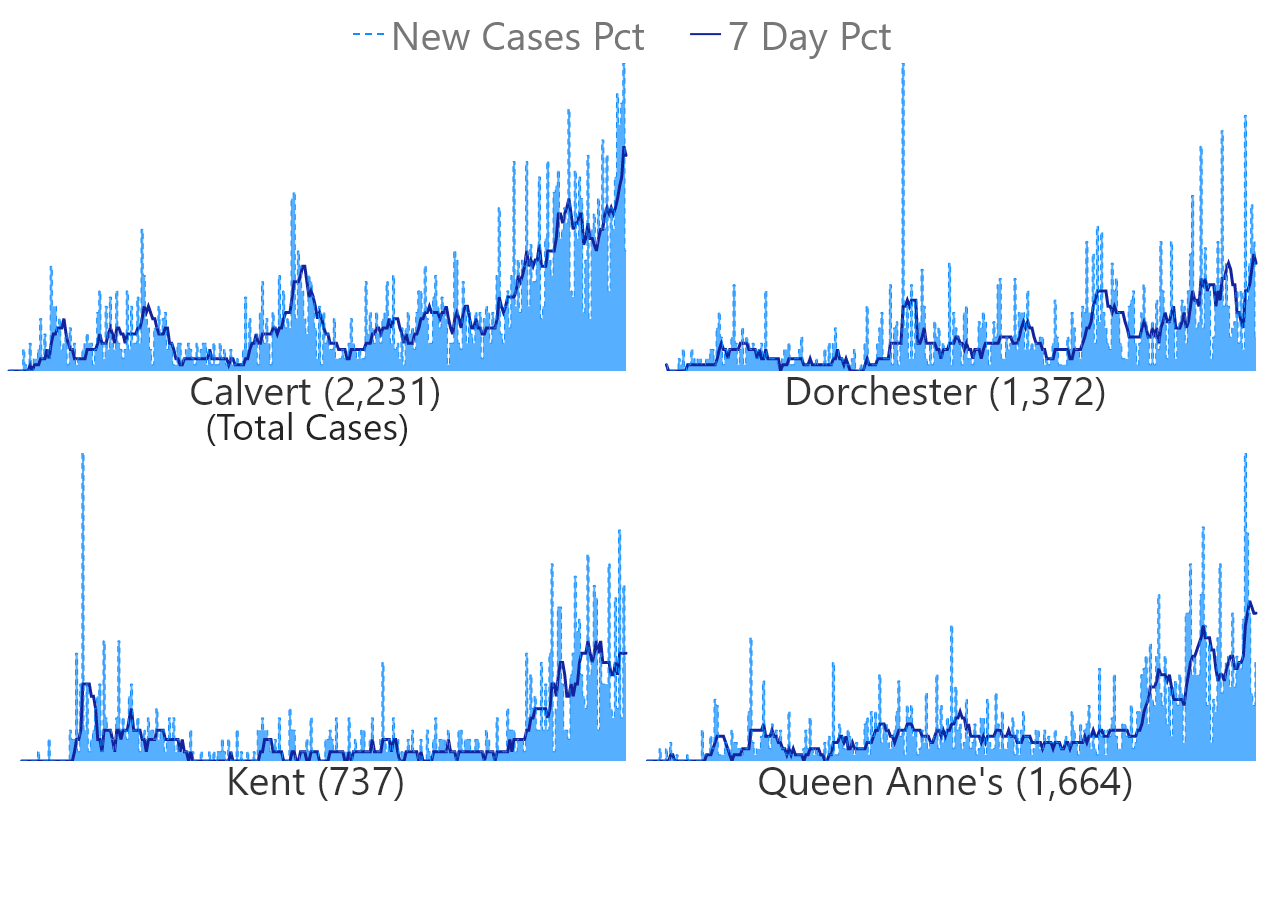 New Cases Pct 7 Day Pct
Calvert (2,231)
(Total Cases)
Dorchester (1,372)
Kent (737)
Queen Anne's (1,664)